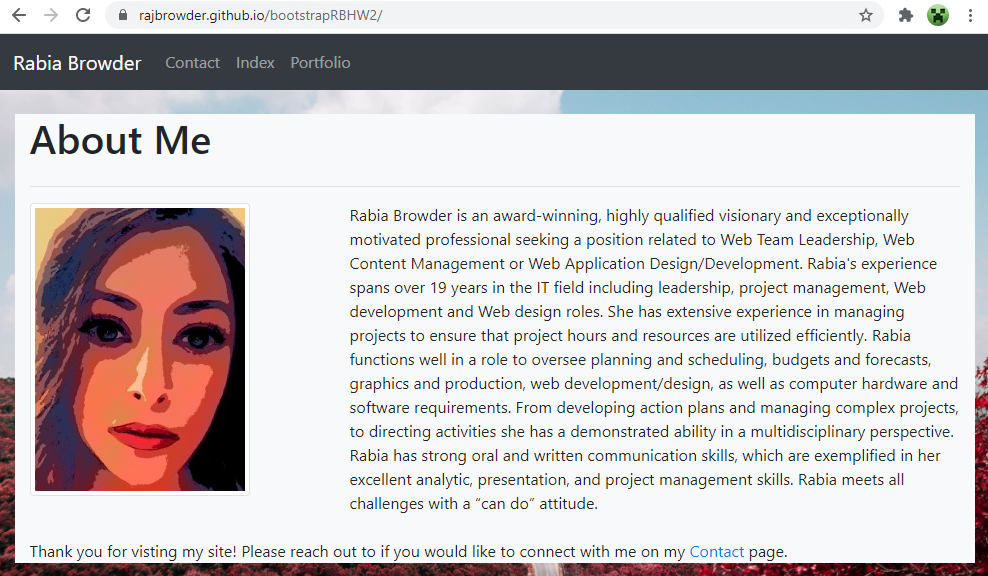 rajbrowder.github.io/bootstrapRBHW2/
Rabia Browder Contact Index Portfolio
About Me
Rabia Browder is an award-winning, highly qualified visionary and exceptionally
motivated professional seeking a position related to Web Team Leadership, Web
Content Management or Web Application Design/Development. Rabia's experience
spans over 19 years in the IT field including leadership, project management, Web
development and Web design roles. She has extensive experience in managing
projects to ensure that project hours and resources are utilized efficiently. Rabia
functions well in a role to oversee planning and scheduling, budgets and forecasts,
graphics and production, web development/design, as well as computer hardware and
software requirements. From developing action plans and managing complex projects,
to directing activities she has a demonstrated ability in a multidisciplinary perspective.
Rabia has strong oral and written communication skills, which are exemplified in her
excellent analytic, presentation, and project management skills. Rabia meets all
challenges with a “can do” attitude.
Thank you for visting my site! Please reach out to if you would like to connect with me on my Contact page.